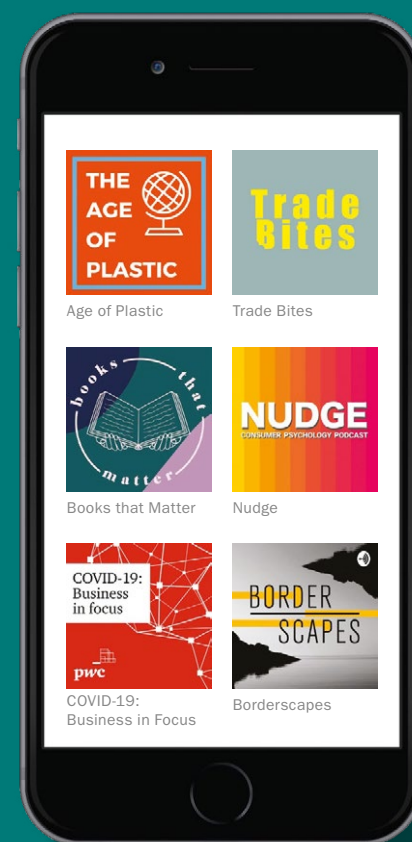 THE
AGE
OF
PLASTIC
Age of Plastic
Trade
Bites
Trade Bites
books that
matter
Books that Matter
NUDGE
CONSUMER PSYCHOLOGY PODCAST
Nudge
COVID-19:
Business
in focus
pwc
COVID-19:
Business in Focus
BORDER
SCAPES
Borderscapes